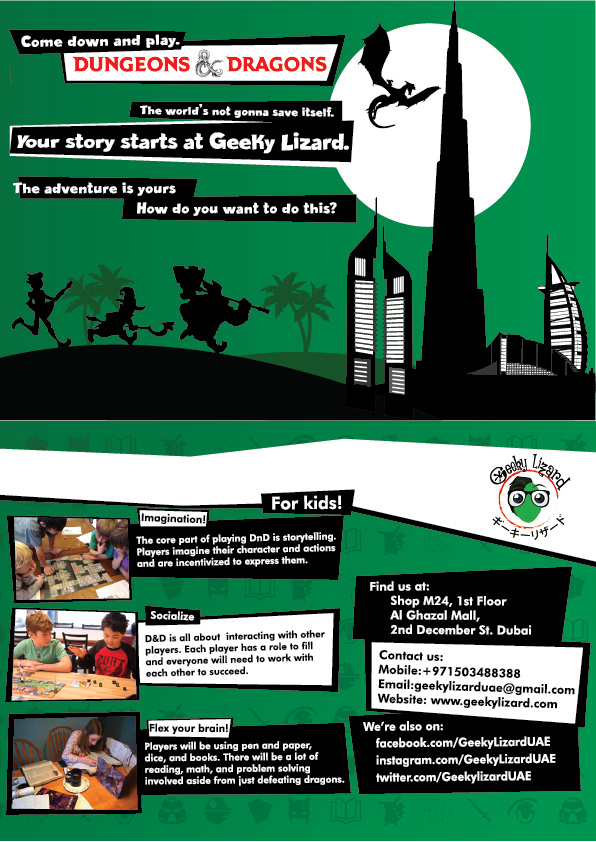 Come down and play.
DUNGEONS & DRAGONS
The world's not gonna save itself.
Your story starts at Geeky Lizard.
The adventure is yours
How do you want to do this?
For kids!
Geeky Lizard
ギーキーリザード
Imagination!
The core part of playing DnD is storytelling.
Players imagine their character and actions
and are incentivized to express them.
Socialize
D&D is all about interacting with other
players. Each player has a role to fill
and everyone will need to work with
each other to succeed.
Flex your brain!
Players will be using pen and paper,
dice, and books. There will be a lot of
reading, math, and problem solving
involved aside from just defeating dragons.
Find us at:
Shop M24, 1st Floor
Al Ghazal Mall,
2nd December St. Dubai
Contact us:
Mobile:+971503488388
Email:geekylizarduae@gmail.com
Website: www.geekylizard.com
We're also on:
facebook.com/GeekyLizardUAE
instagram.com/GeekyLizardUAE
twitter.com/GeekylizardUAE